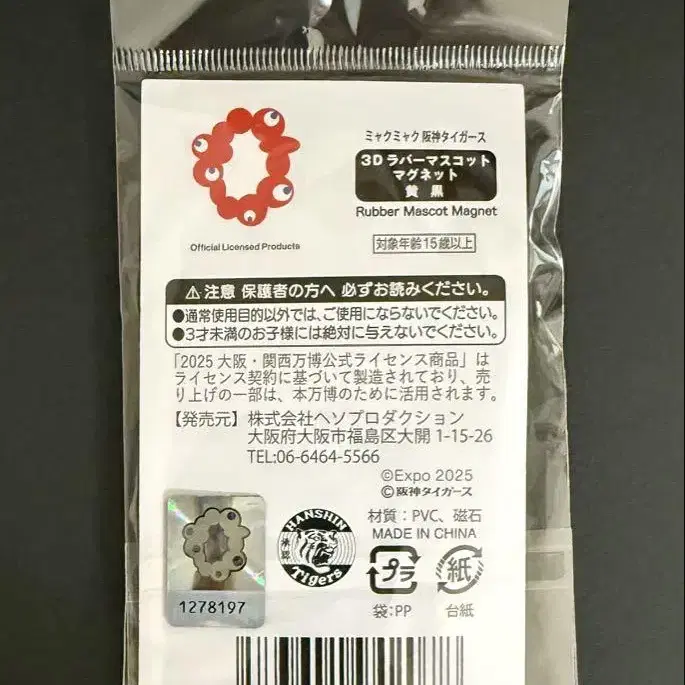 ミャクミャク 阪神タイガース
3Dラバーマスコット
マグネット
黄 黒
Rubber Mascot Magnet
対象年齢15歳以上
Official Licensed Products
⚠注意 保護者の方へ 必ずお読みください。
●通常使用目的以外では、ご使用にならないでください。
●3才未満のお子様には絶対に与えないでください。
「2025 大阪・関西万博公式ライセンス商品」は
ライセンス契約に基づいて製造されており、売
り上げの一部は、本万博のために活用されます。
【発売元】株式会社ヘソプロダクション
大阪府大阪市福島区大開 1-15-26
TEL:06-6464-5566
©Expo 2025
©阪神タイガース
材質：PVC、磁石
MADE IN CHINA
HANSHIN
承認
Tigers
1278197
プラ
紙
袋:PP
台紙